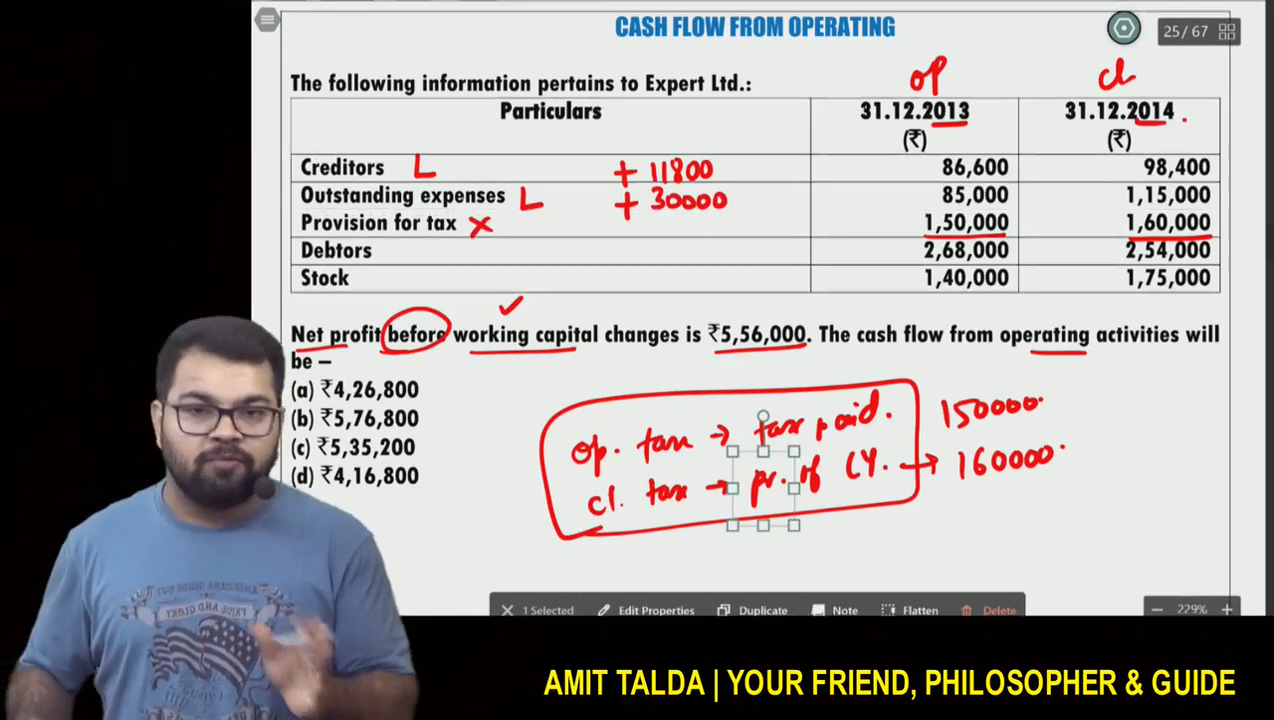 CASH FLOW FROM OPERATING
25 / 67
The following information pertains to Expert Ltd.:
op cl
Particulars 31.12.2013 31.12.2014
(₹) (₹)
Creditors L + 11800 86,600 98,400
Outstanding expenses L + 30000 85,000 1,15,000
Provision for tax × 1,50,000 1,60,000
Debtors 2,68,000 2,54,000
Stock 1,40,000 1,75,000
Net profit before working capital changes is ₹5,56,000. The cash flow from operating activities will
be –
(a) ₹4,26,800
(b) ₹5,76,800
(c) ₹5,35,200
(d) ₹4,16,800
op. tax → tax paid. 150000
cl. tax → pr. of CY. → 160000
1 Selected Edit Properties Duplicate Note Flatten Delete
229%
PRIDE AND GLORY
AMIT TALDA | YOUR FRIEND, PHILOSOPHER & GUIDE